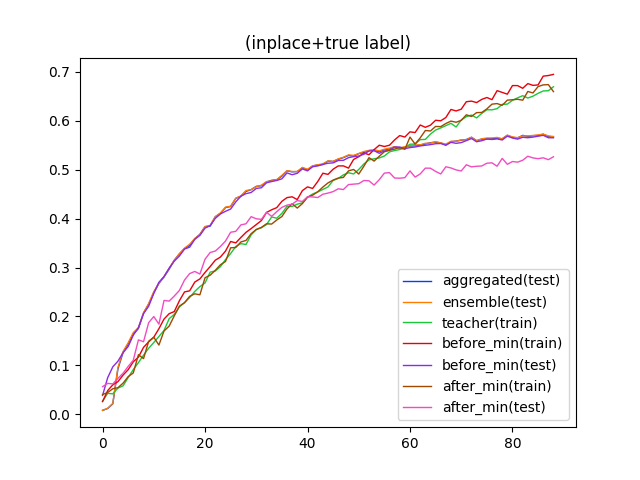 (inplace+true label)
0.7
0.6
0.5
0.4
0.3
0.2
0.1
0.0
0 20 40 60 80
aggregated(test)
ensemble(test)
teacher(train)
before_min(train)
before_min(test)
after_min(train)
after_min(test)